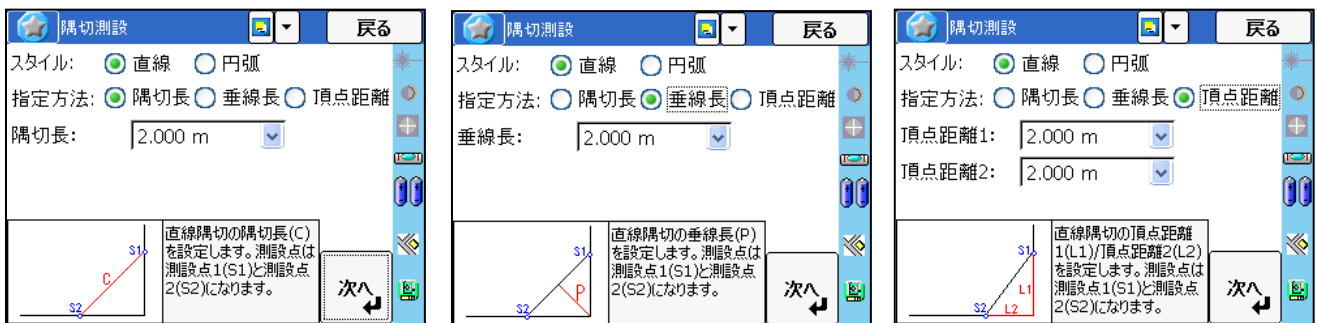 隅切測設
戻る
スタイル: 直線 円弧
指定方法: 隅切長 垂線長 頂点距離
隅切長: 2.000 m
S1
C
S2
直線隅切の隅切長(C)
を設定します。測設点は
測設点1(S1)と測設点
2(S2)になります。
次へ
隅切測設
戻る
スタイル: 直線 円弧
指定方法: 隅切長 垂線長 頂点距離
垂線長: 2.000 m
S1
P
S2
直線隅切の垂線長(P)
を設定します。測設点は
測設点1(S1)と測設点
2(S2)になります。
次へ
隅切測設
戻る
スタイル: 直線 円弧
指定方法: 隅切長 垂線長 頂点距離
頂点距離1: 2.000 m
頂点距離2: 2.000 m
S1
L1
S2 L2
直線隅切の頂点距離
1(L1)/頂点距離2(L2)
を設定します。測設点は
測設点1(S1)と測設点
2(S2)になります。
次へ